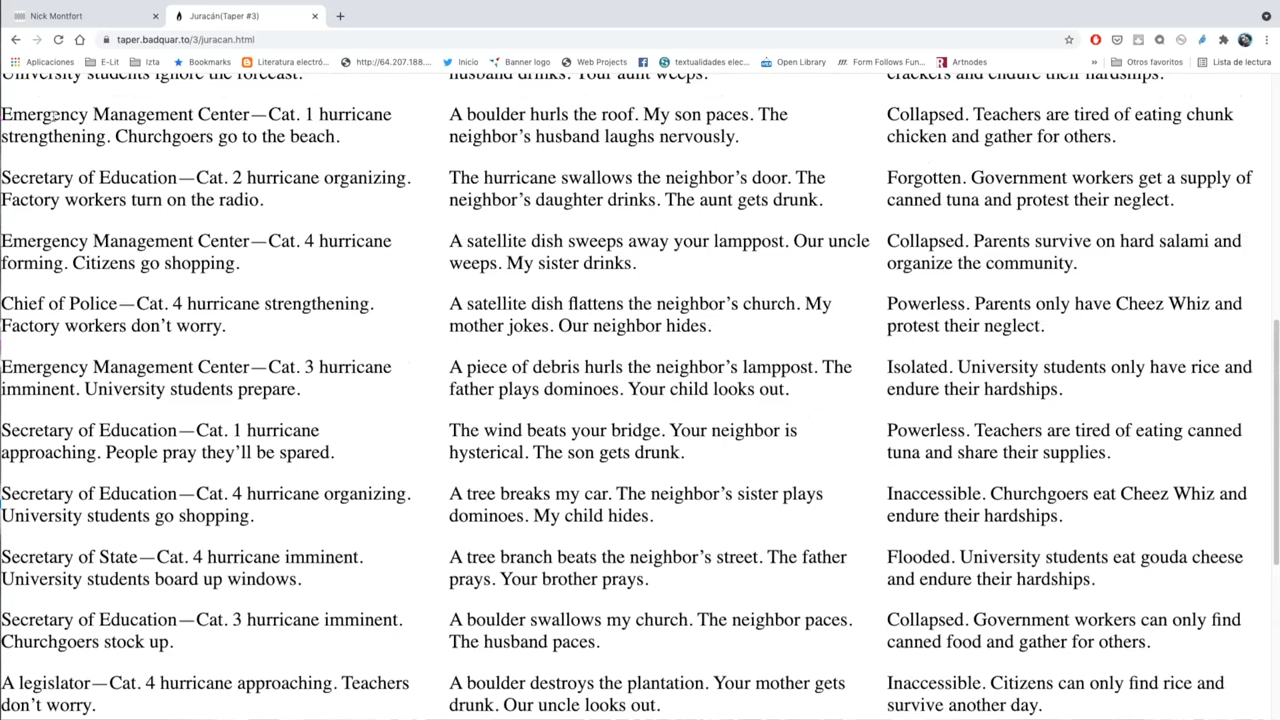 Nick Montfort
Juracán(Taper #3)
taper.badquar.to/3/juracan.html
Aplicaciones
E-Lit
Izta
Bookmarks
Literatura electró...
http://64.207.188....
Inicio
Banner logo
Web Projects
textualidades elec...
Open Library
Form Follows Fun...
Artnodes
»
Otros favoritos
Lista de lectura
University students ignore the forecast.
Emergency Management Center—Cat. 1 hurricane
strengthening. Churchgoers go to the beach.
Secretary of Education—Cat. 2 hurricane organizing.
Factory workers turn on the radio.
Emergency Management Center—Cat. 4 hurricane
forming. Citizens go shopping.
Chief of Police—Cat. 4 hurricane strengthening.
Factory workers don’t worry.
Emergency Management Center—Cat. 3 hurricane
imminent. University students prepare.
Secretary of Education—Cat. 1 hurricane
approaching. People pray they’ll be spared.
Secretary of Education—Cat. 4 hurricane organizing.
University students go shopping.
Secretary of State—Cat. 4 hurricane imminent.
University students board up windows.
Secretary of Education—Cat. 3 hurricane imminent.
Churchgoers stock up.
A legislator—Cat. 4 hurricane approaching. Teachers
don’t worry.
husband drinks. Your aunt weeps.
A boulder hurls the roof. My son paces. The
neighbor’s husband laughs nervously.
The hurricane swallows the neighbor’s door. The
neighbor’s daughter drinks. The aunt gets drunk.
A satellite dish sweeps away your lamppost. Our uncle
weeps. My sister drinks.
A satellite dish flattens the neighbor’s church. My
mother jokes. Our neighbor hides.
A piece of debris hurls the neighbor’s lamppost. The
father plays dominoes. Your child looks out.
The wind beats your bridge. Your neighbor is
hysterical. The son gets drunk.
A tree breaks my car. The neighbor’s sister plays
dominoes. My child hides.
A tree branch beats the neighbor’s street. The father
prays. Your brother prays.
A boulder swallows my church. The neighbor paces.
The husband paces.
A boulder destroys the plantation. Your mother gets
drunk. Our uncle looks out.
crackers and endure their hardships.
Collapsed. Teachers are tired of eating chunk
chicken and gather for others.
Forgotten. Government workers get a supply of
canned tuna and protest their neglect.
Collapsed. Parents survive on hard salami and
organize the community.
Powerless. Parents only have Cheez Whiz and
protest their neglect.
Isolated. University students only have rice and
endure their hardships.
Powerless. Teachers are tired of eating canned
tuna and share their supplies.
Inaccessible. Churchgoers eat Cheez Whiz and
endure their hardships.
Flooded. University students eat gouda cheese
and endure their hardships.
Collapsed. Government workers can only find
canned food and gather for others.
Inaccessible. Citizens can only find rice and
survive another day.